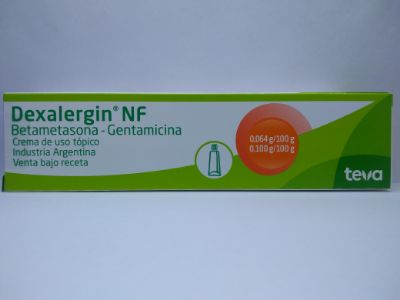 Dexalergin® NF
Betametasona - Gentamicina
Crema de uso tópico
Industria Argentina
Venta bajo receta
0.064 g/100 g
0.100 g/100 g
teva